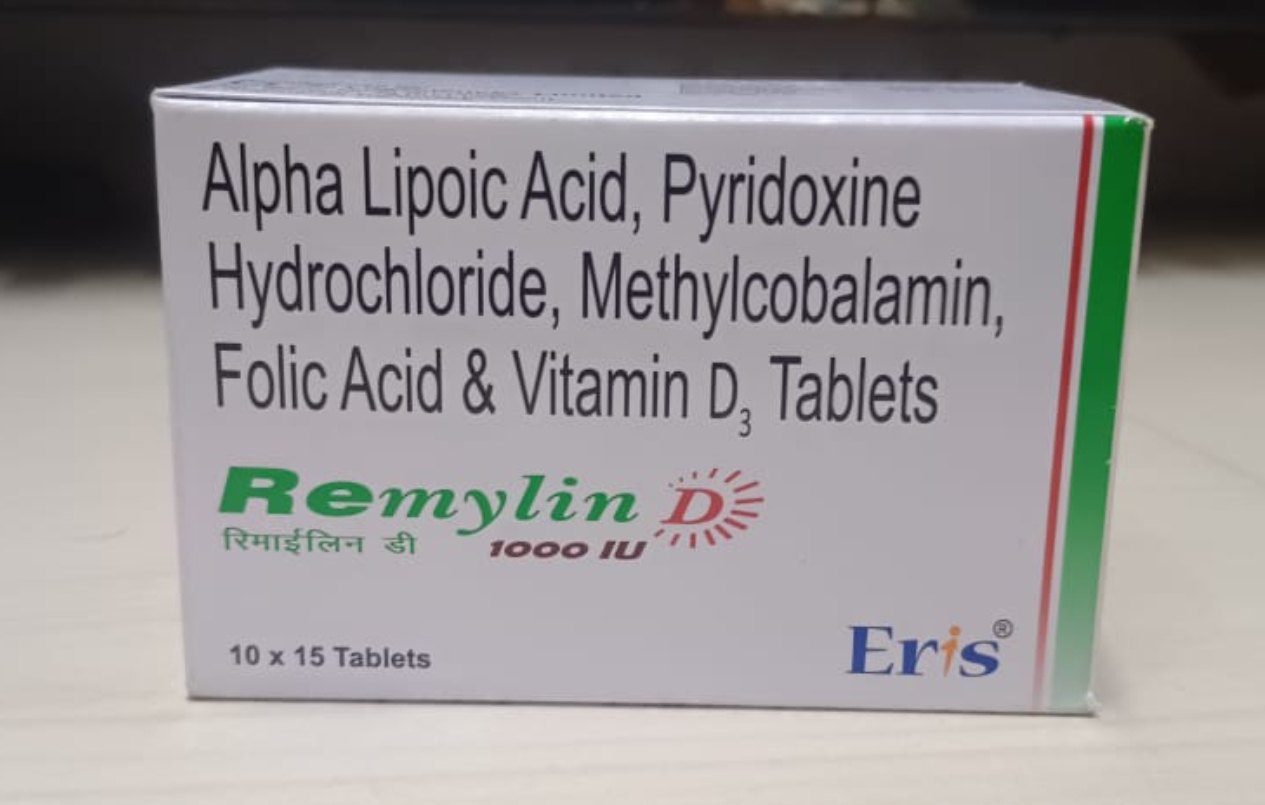 Alpha Lipoic Acid, Pyridoxine
Hydrochloride, Methylcobalamin,
Folic Acid & Vitamin D₃ Tablets
Remylin D
रिमाईलिन डी
1000 IU
10 x 15 Tablets
Eris®